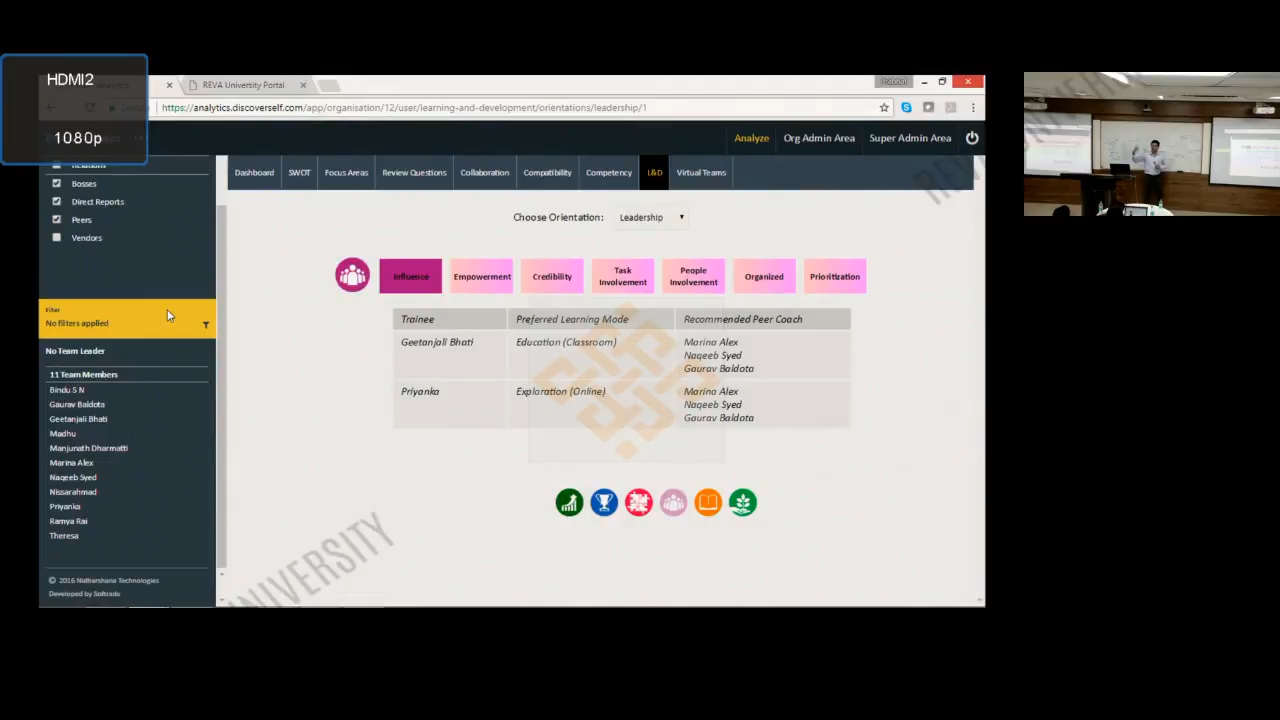 HDMI2
1080p
REVA University Portal
https://analytics.discoverself.com/app/organisation/12/user/learning-and-development/orientations/leadership/1
Analyze
Org Admin Area
Super Admin Area
Dashboard
SWOT
Focus Areas
Review Questions
Collaboration
Compatibility
Competency
L&D
Virtual Teams
Bosses
Direct Reports
Peers
Vendors
Filter
No filters applied
No Team Leader
11 Team Members
Bindu S N
Gaurav Baldota
Geetanjali Bhati
Madhu
Manjunath Dharmatti
Marina Alex
Naqeeb Syed
Nissarahmad
Priyanka
Ramya Rai
Theresa
© 2016 Nidharshana Technologies
Developed by Softrade
Choose Orientation: Leadership
Influence
Empowerment
Credibility
Task
Involvement
People
Involvement
Organized
Prioritization
Trainee Preferred Learning Mode Recommended Peer Coach
Geetanjali Bhati Education (Classroom) Marina Alex
Naqeeb Syed
Gaurav Baldota
Priyanka Exploration (Online) Marina Alex
Naqeeb Syed
Gaurav Baldota
UNIVERSITY